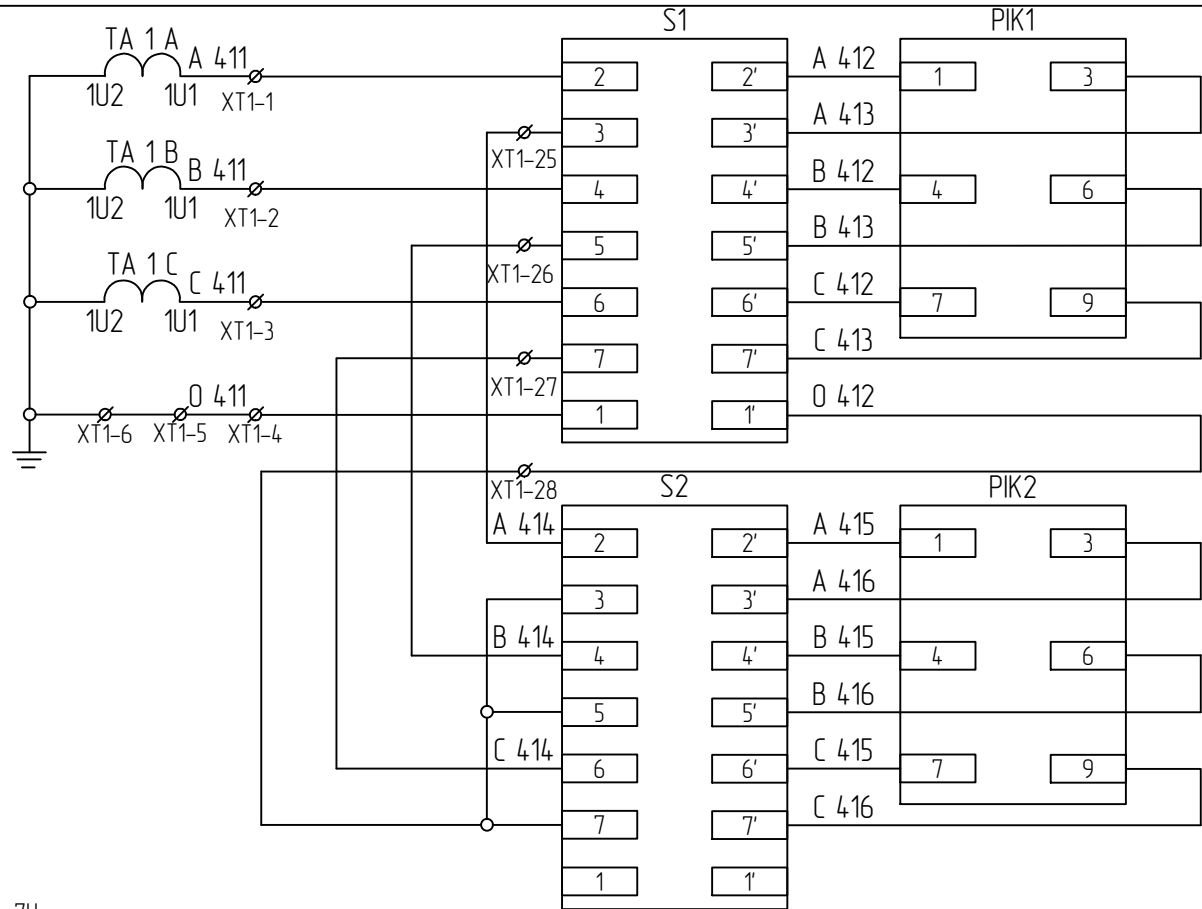 S1 PIK1
TA 1 A
A 411
1U2 1U1 XT1-1
2 2' A 412 1 3
XT1-25 3 3' A 413
TA 1 B
B 411
1U2 1U1 XT1-2
4 4' B 412 4 6
XT1-26 5 5' B 413
TA 1 C
C 411
1U2 1U1 XT1-3
6 6' C 412 7 9
XT1-27 7 7' C 413
0 411
XT1-6 XT1-5 XT1-4
1 1' 0 412
XT1-28
S2 PIK2
A 414 2 2' A 415 1 3
3 3' A 416
B 414 4 4' B 415 4 6
5 5' B 416
C 414 6 6' C 415 7 9
7 7' C 416
1 1'